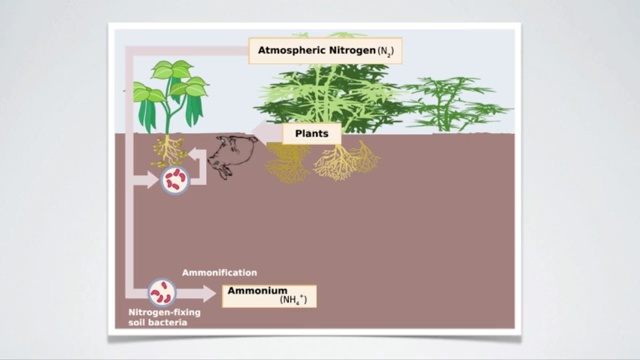 Atmospheric Nitrogen (N2)
Plants
Ammonification
Ammonium
(NH4+)
Nitrogen-fixing
soil bacteria